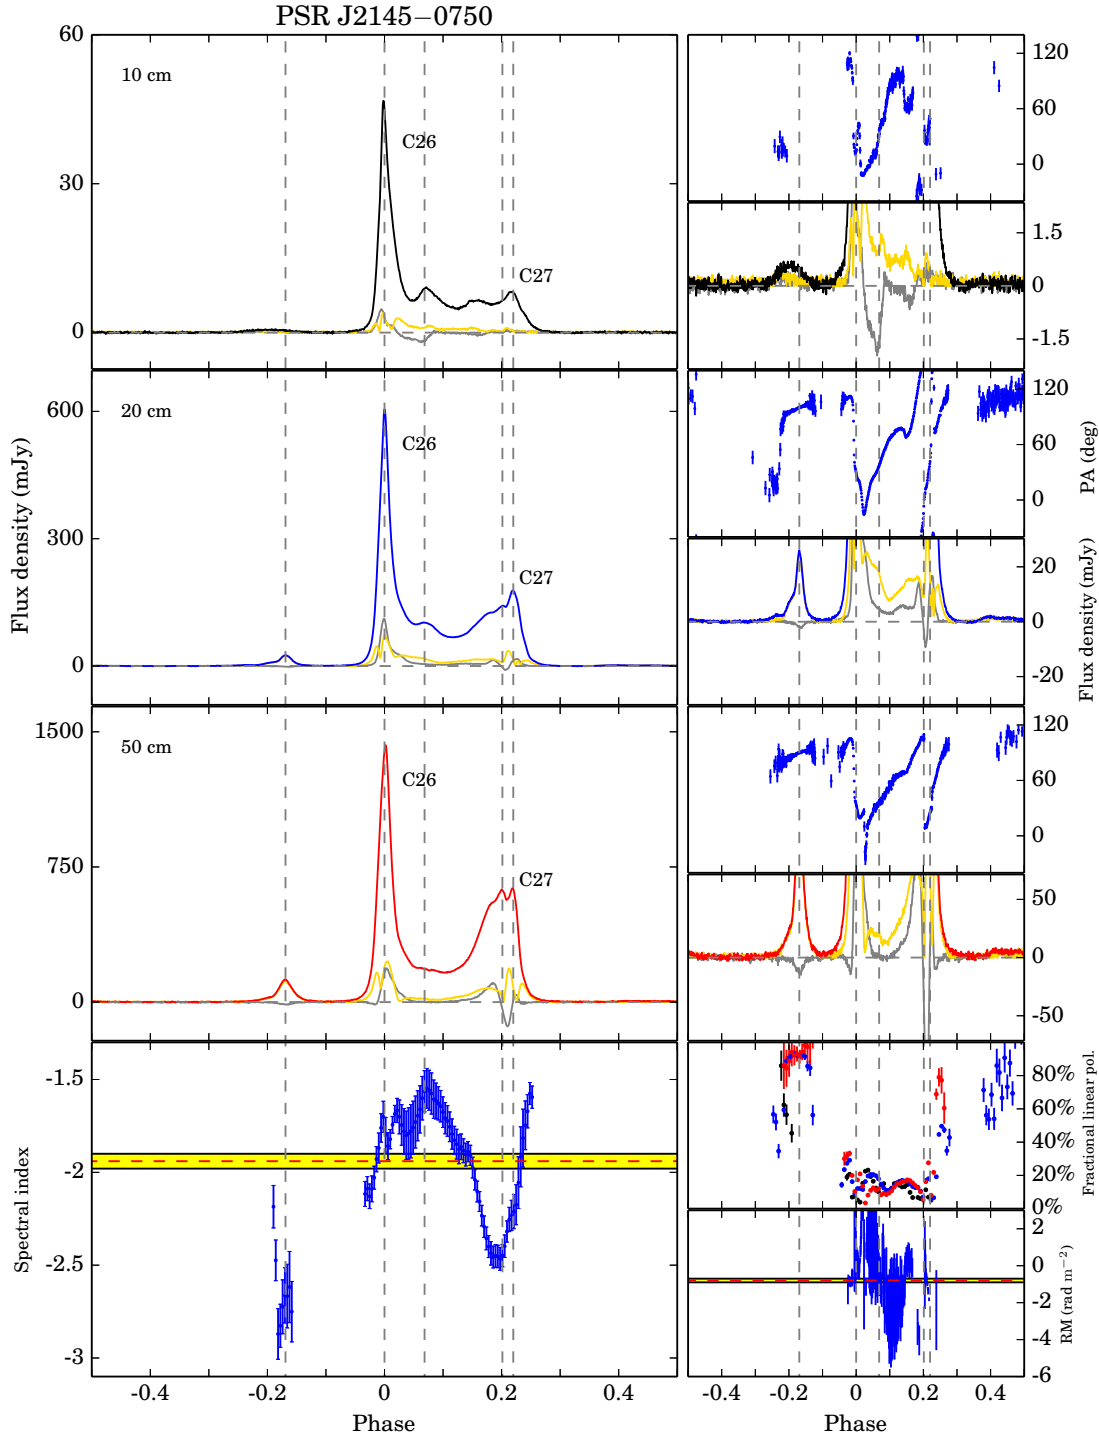 PSR J2145−0750
60
10 cm
C26
30
C27
0
120
60
0
1.5
0
-1.5
600
20 cm
C26
300
C27
0
Flux density (mJy)
120
60
0
PA (deg)
20
0
-20
Flux density (mJy)
1500
50 cm
C26
750
C27
0
120
60
0
50
0
-50
-1.5
-2
-2.5
-3
Spectral index
-0.4
-0.2
0
0.2
0.4
Phase
80%
60%
40%
20%
0%
Fractional linear pol.
2
0
-2
-4
-6
RM (rad m−2)
-0.4
-0.2
0
0.2
0.4
Phase